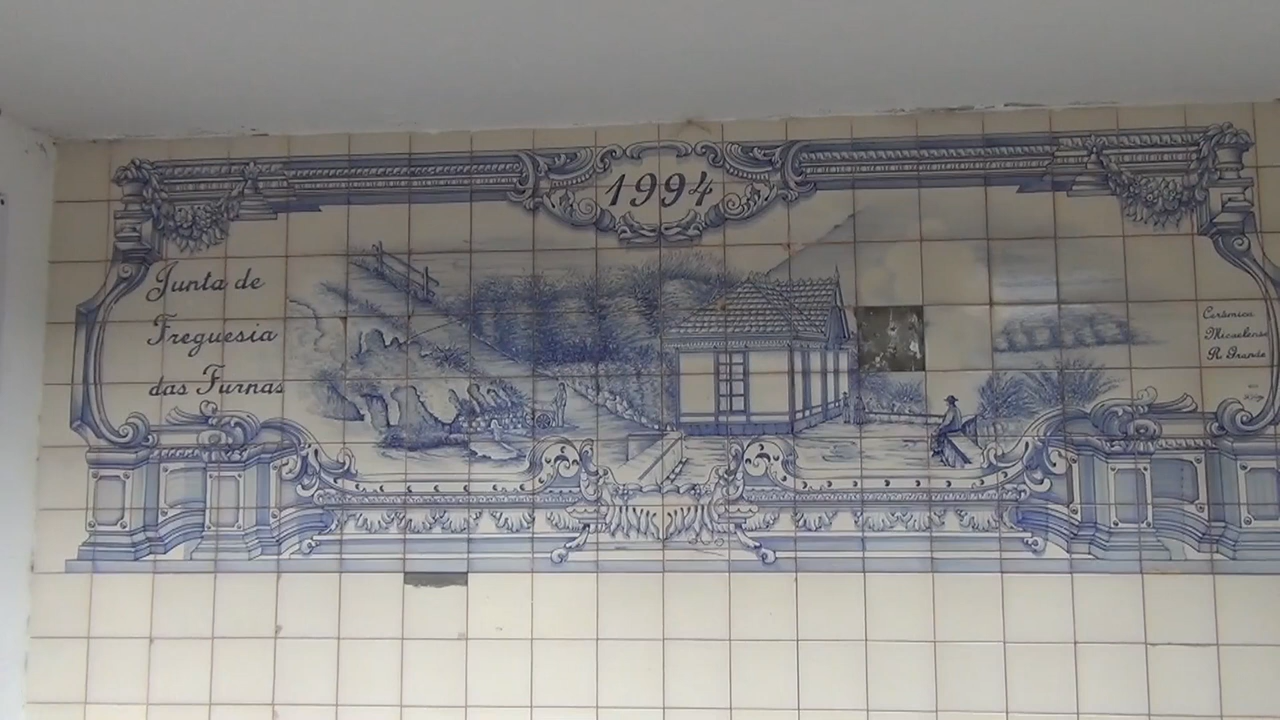 1994
Junta de
Freguesia
das Furnas
Cerâmica
Micaelense
R. Grande